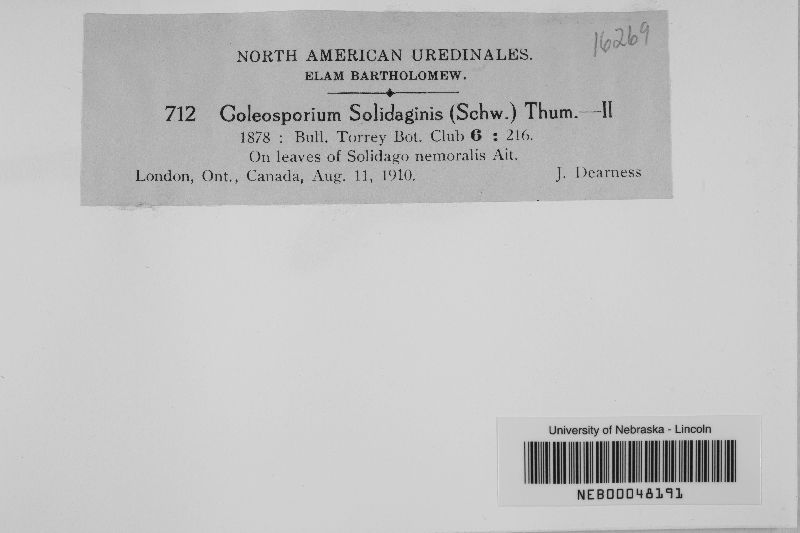 16269
NORTH AMERICAN UREDINALES.
ELAM BARTHOLOMEW.
712 Coleosporium Solidaginis (Schw.) Thum.—II
1878 : Bull. Torrey Bot. Club 6 : 216.
On leaves of Solidago nemoralis Ait.
London, Ont., Canada, Aug. 11, 1910. J. Dearness
University of Nebraska - Lincoln
NEB00048191